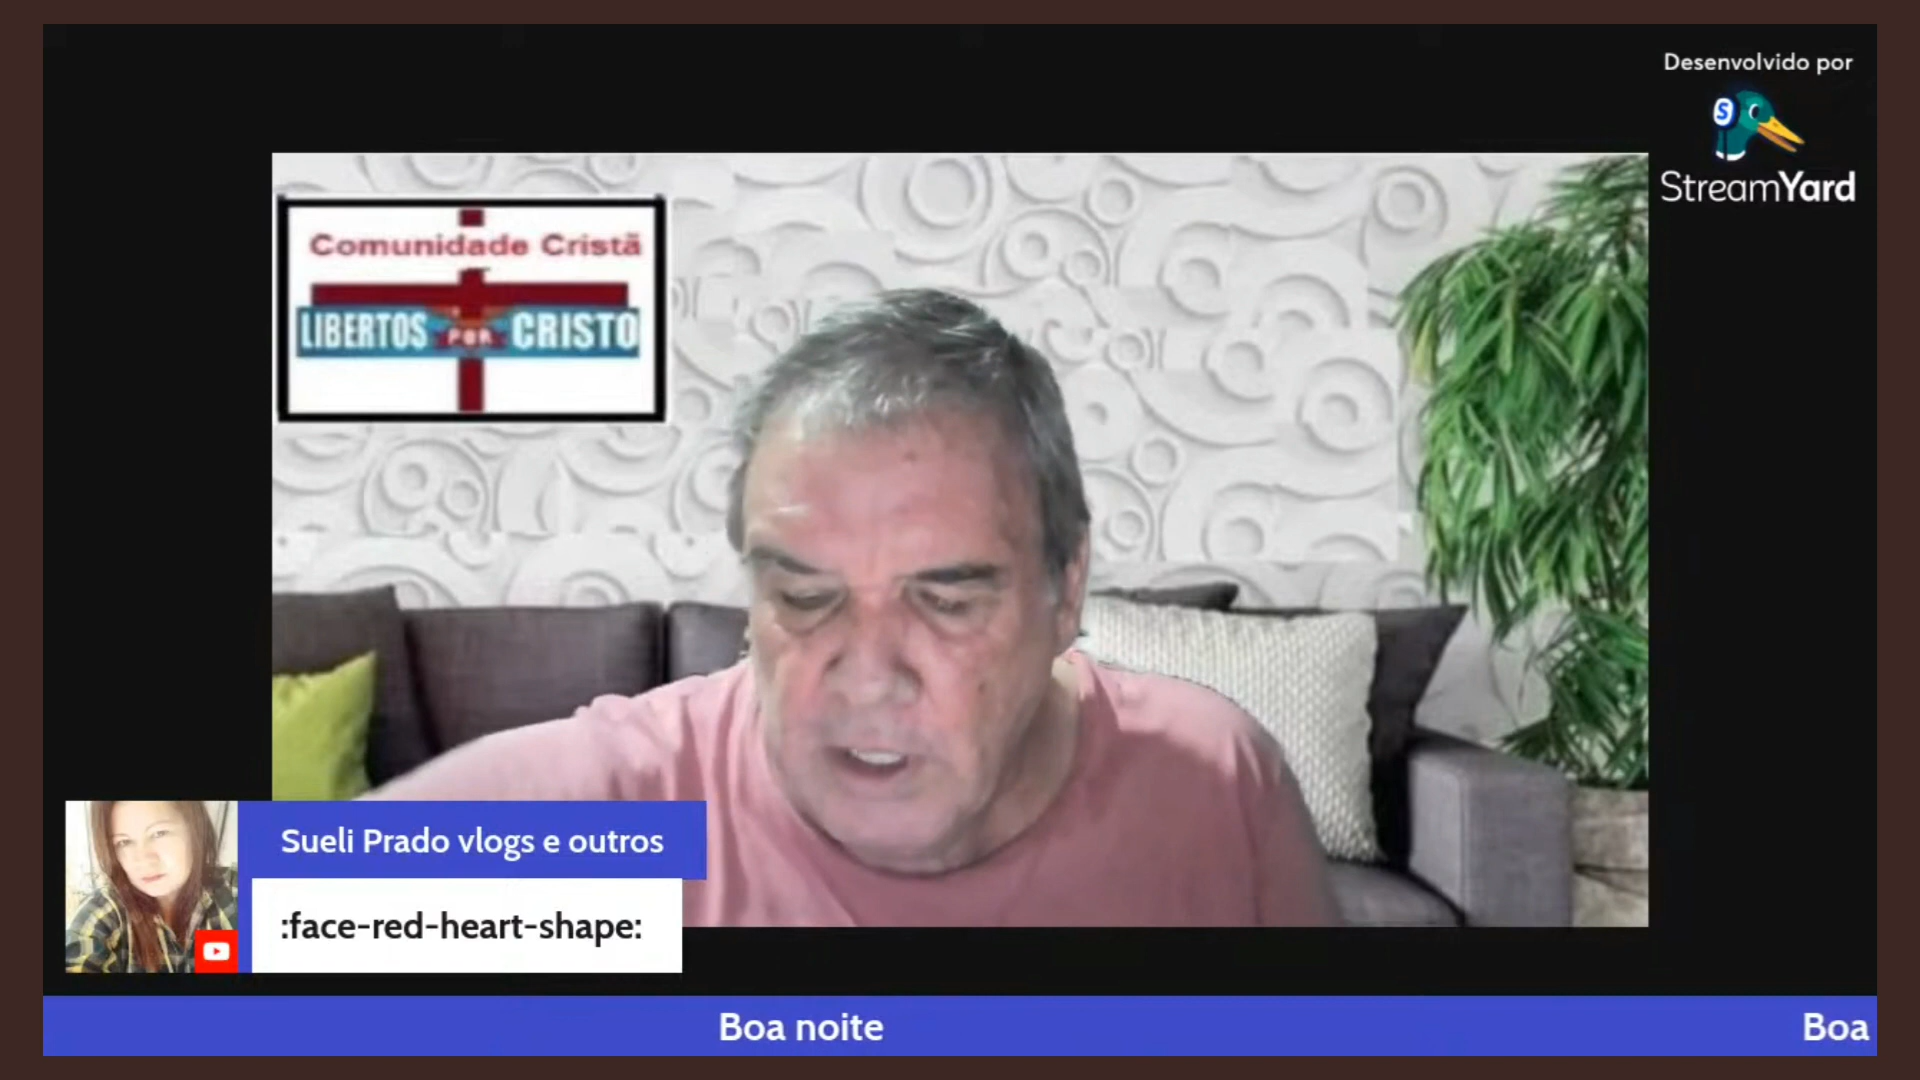 Desenvolvido por
S
StreamYard
Comunidade Cristã
LIBERTOS POR CRISTO
Sueli Prado vlogs e outros
:face-red-heart-shape:
Boa noite
Boa